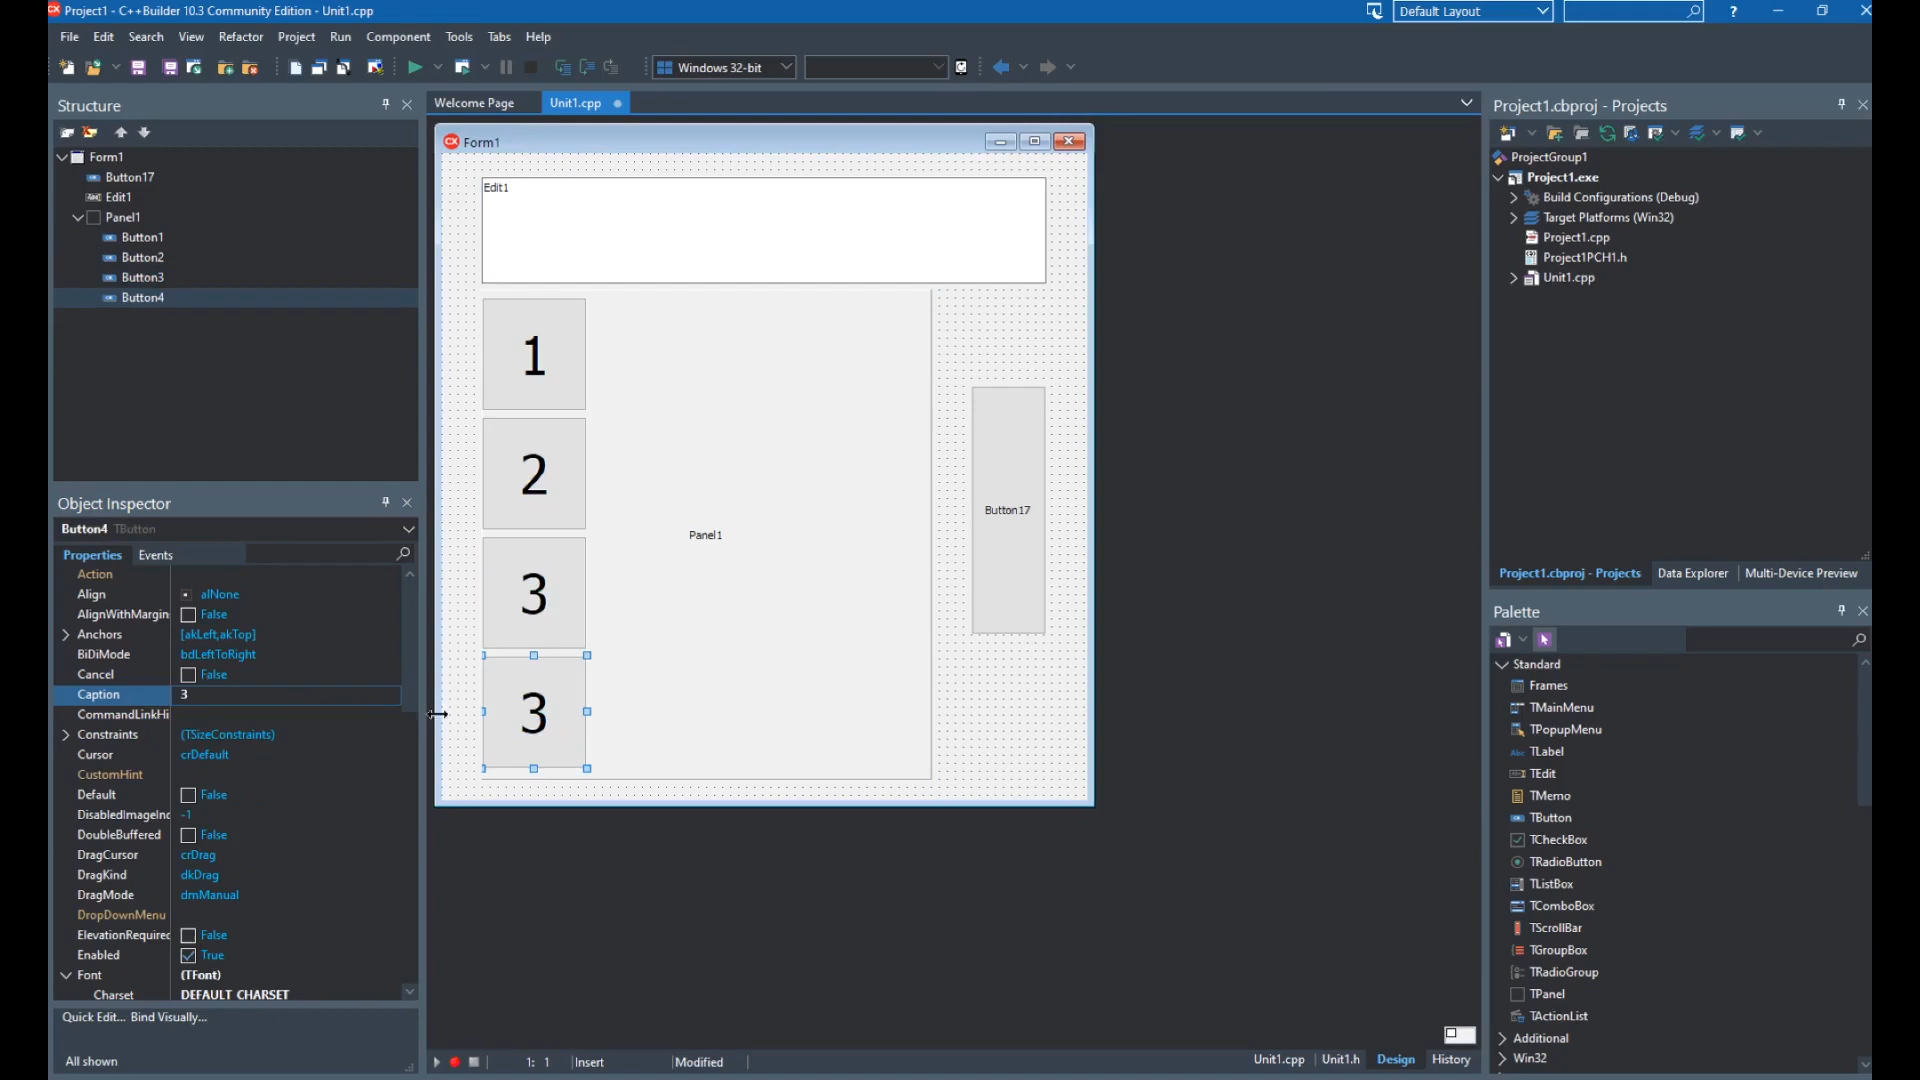 Project1 - C++Builder 10.3 Community Edition - Unit1.cpp
Default Layout
?
File Edit Search View Refactor Project Run Component Tools Tabs Help
Windows 32-bit
Structure
Form1
Button17
Edit1
Panel1
Button1
Button2
Button3
Button4
Object Inspector
Button4 TButton
Properties Events
Action
Align alNone
AlignWithMargin False
Anchors [akLeft,akTop]
BiDiMode bdLeftToRight
Cancel False
Caption 3
CommandLinkHi
Constraints (TSizeConstraints)
Cursor crDefault
CustomHint
Default False
DisabledImageInc -1
DoubleBuffered False
DragCursor crDrag
DragKind dkDrag
DragMode dmManual
DropDownMenu
ElevationRequirec False
Enabled True
Font (TFont)
Charset DEFAULT_CHARSET
Quick Edit... Bind Visually...
All shown
Welcome Page Unit1.cpp
Form1
Edit1
1
2
3
3
Panel1
Button17
1: 1 Insert Modified
Unit1.cpp Unit1.h Design History
Project1.cbproj - Projects
ProjectGroup1
Project1.exe
Build Configurations (Debug)
Target Platforms (Win32)
Project1.cpp
Project1PCH1.h
Unit1.cpp
Project1.cbproj - Projects Data Explorer Multi-Device Preview
Palette
Standard
Frames
TMainMenu
TPopupMenu
Abc TLabel
TEdit
TMemo
TButton
TCheckBox
TRadioButton
TListBox
TComboBox
TScrollBar
TGroupBox
TRadioGroup
TPanel
TActionList
Additional
Win32